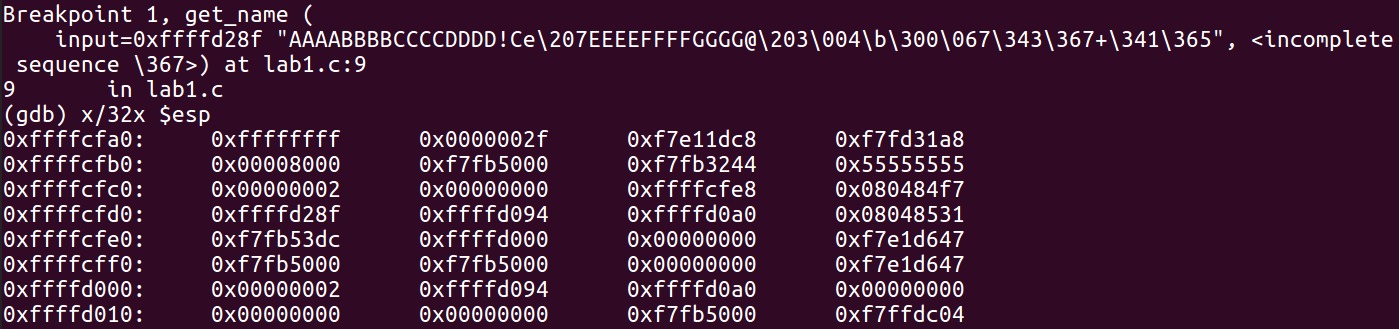 Breakpoint 1, get_name (
    input=0xffffd28f "AAAABBBBCCCCDDDD!Ce\207EEEEFFFFGGGG@\203\004\b\300\067\343\367+\341\365", <incomplete
 sequence \367>) at lab1.c:9
9       in lab1.c
(gdb) x/32x $esp
0xffffcfa0:     0xffffffff      0x0000002f      0xf7e11dc8      0xf7fd31a8
0xffffcfb0:     0x00008000      0xf7fb5000      0xf7fb3244      0x55555555
0xffffcfc0:     0x00000002      0x00000000      0xffffcfe8      0x080484f7
0xffffcfd0:     0xffffd28f      0xffffd094      0xffffd0a0      0x08048531
0xffffcfe0:     0xf7fb53dc      0xffffd000      0x00000000      0xf7e1d647
0xffffcff0:     0xf7fb5000      0xf7fb5000      0x00000000      0xf7e1d647
0xffffd000:     0x00000002      0xffffd094      0xffffd0a0      0x00000000
0xffffd010:     0x00000000      0x00000000      0xf7fb5000      0xf7ffdc04